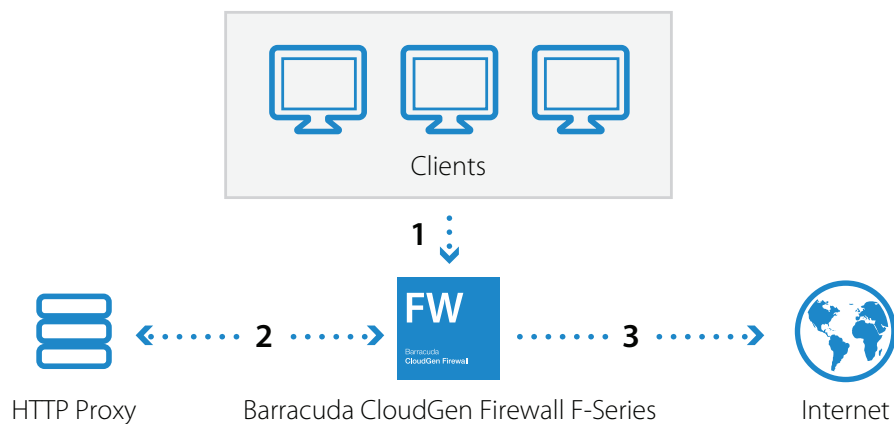 Clients
1
FW
Barracuda
CloudGen Firewall
2
3
HTTP Proxy
Barracuda CloudGen Firewall F-Series
Internet